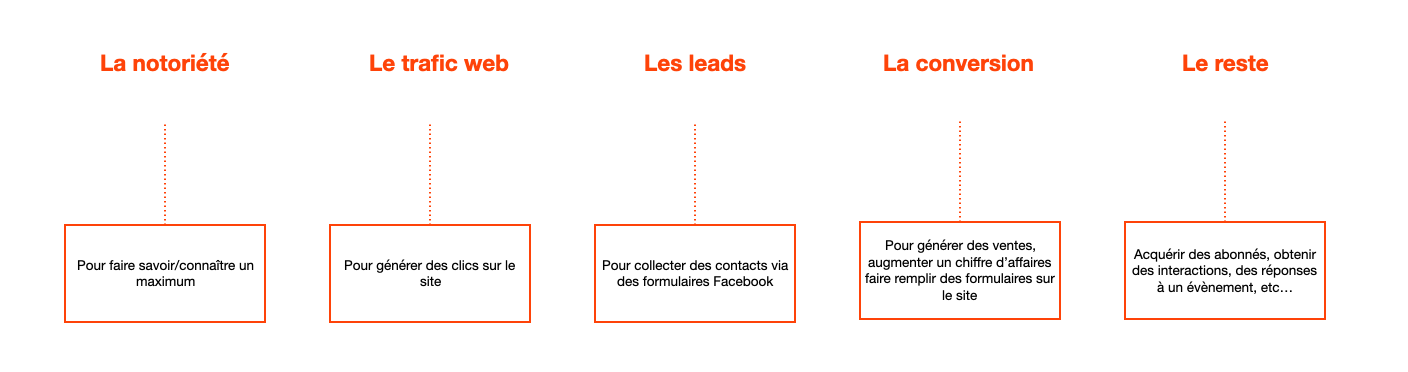 La notoriété
Le trafic web
Les leads
La conversion
Le reste
Pour faire savoir/connaître un
maximum
Pour générer des clics sur le
site
Pour collecter des contacts via
des formulaires Facebook
Pour générer des ventes,
augmenter un chiffre d’affaires
faire remplir des formulaires sur
le site
Acquérir des abonnés, obtenir
des interactions, des réponses
à un évènement, etc…